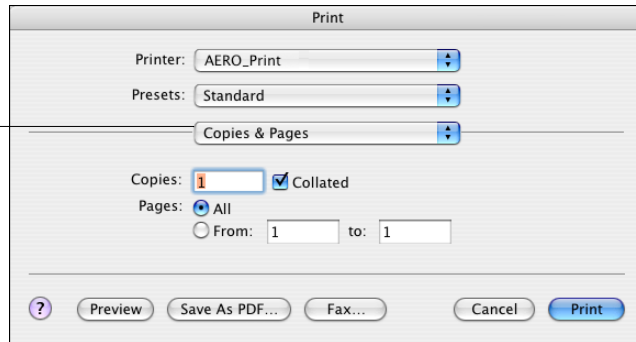 Print
Printer: AERO_Print
Presets: Standard
Copies & Pages
Copies: 1 Collated
Pages: All
From: 1 to: 1
? Preview Save As PDF... Fax... Cancel Print